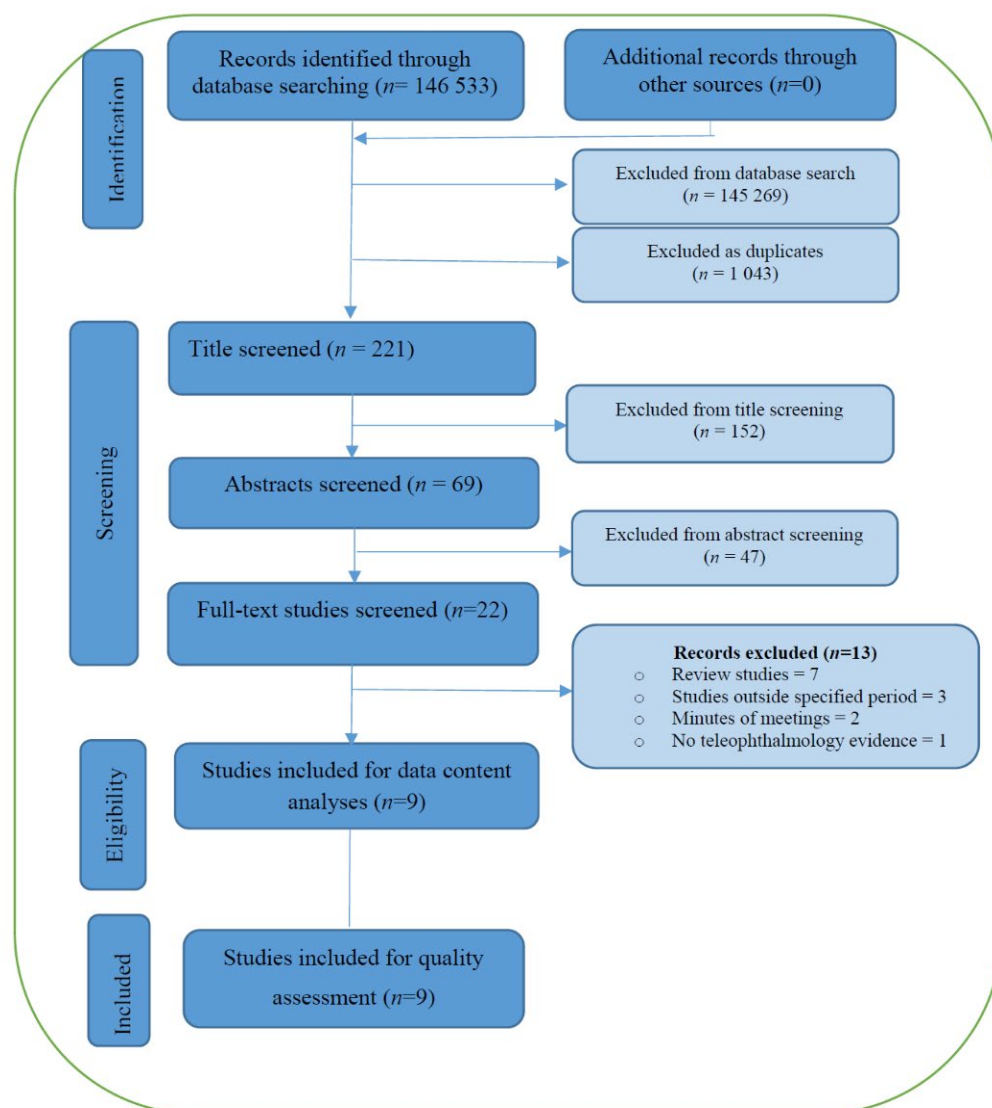 Identification
Records identified through
database searching (n= 146 533)
Additional records through
other sources (n=0)
Excluded from database search
(n = 145 269)
Excluded as duplicates
n = 1 043)
Screening
Title screened (n = 221)
Excluded from title screening
(n = 152)
Abstracts screened (n = 69)
Excluded from abstract screening
(n = 47)
Full-text studies screened (n=22)
Records excluded (n=13)
o Review studies = 7
o Studies outside specified period = 3
o Minutes of meetings = 2
o No teleophthalmology evidence = 1
Eligibility
Studies included for data content
analyses (n=9)
Included
Studies included for quality
assessment (n=9)